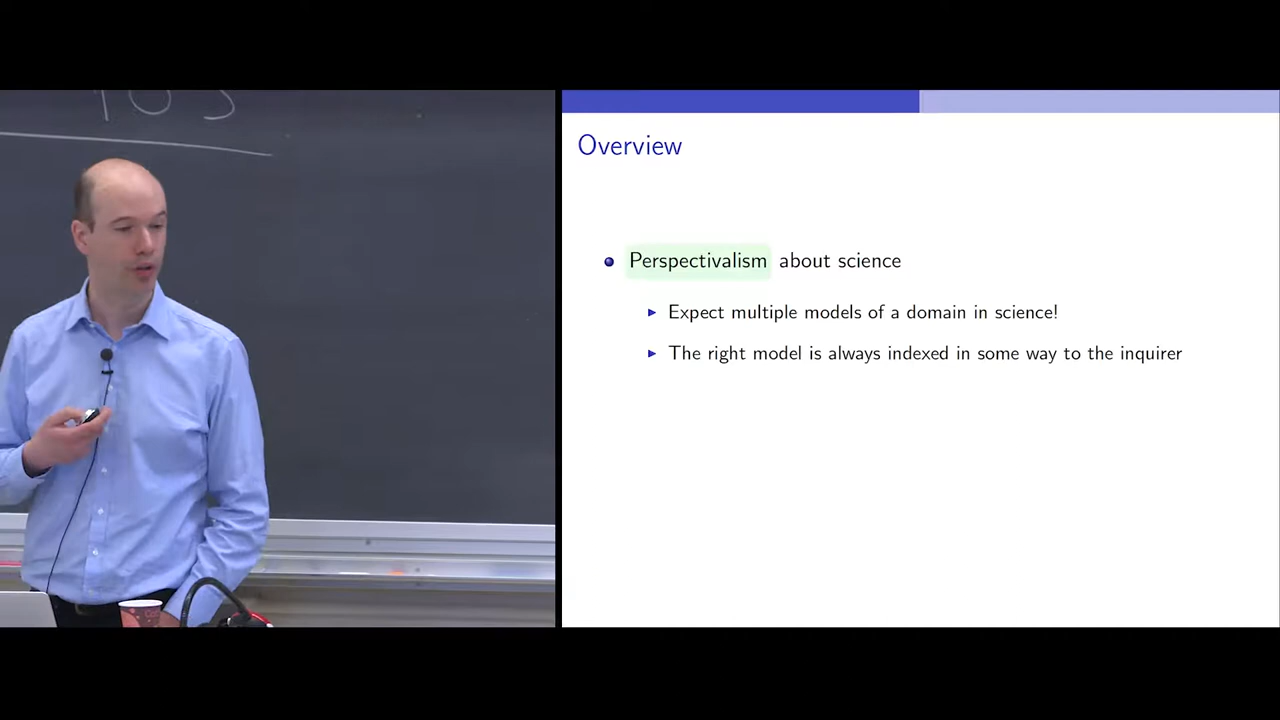 Overview
Perspectivalism about science
Expect multiple models of a domain in science!
The right model is always indexed in some way to the inquirer